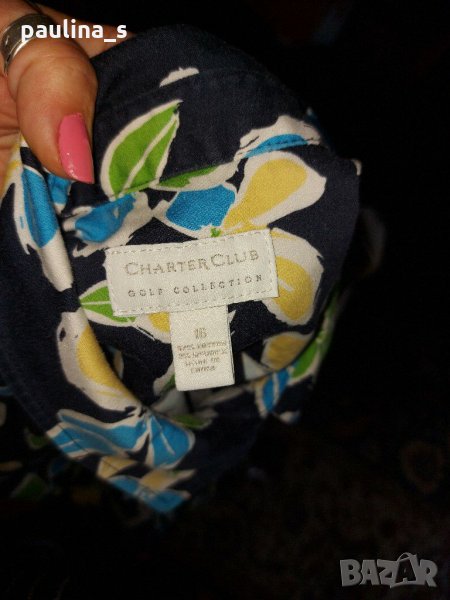 paulina_s
CHARTER CLUB
GOLF COLLECTION
16
BAZAR